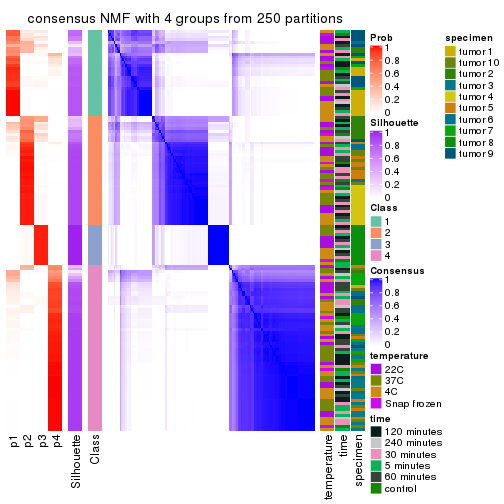 consensus NMF with 4 groups from 250 partitions
Prob
1
0.8
0.6
0.4
0.2
0
Silhouette
1
0.8
0.6
0.4
0.2
0
Class
1
2
3
4
Consensus
1
0.8
0.6
0.4
0.2
0
temperature
22C
37C
4C
Snap frozen
time
120 minutes
240 minutes
30 minutes
5 minutes
60 minutes
control
specimen
tumor 1
tumor 10
tumor 2
tumor 3
tumor 4
tumor 5
tumor 6
tumor 7
tumor 8
tumor 9
p1
p2
p3
p4
Silhouette
Class
temperature
time
specimen